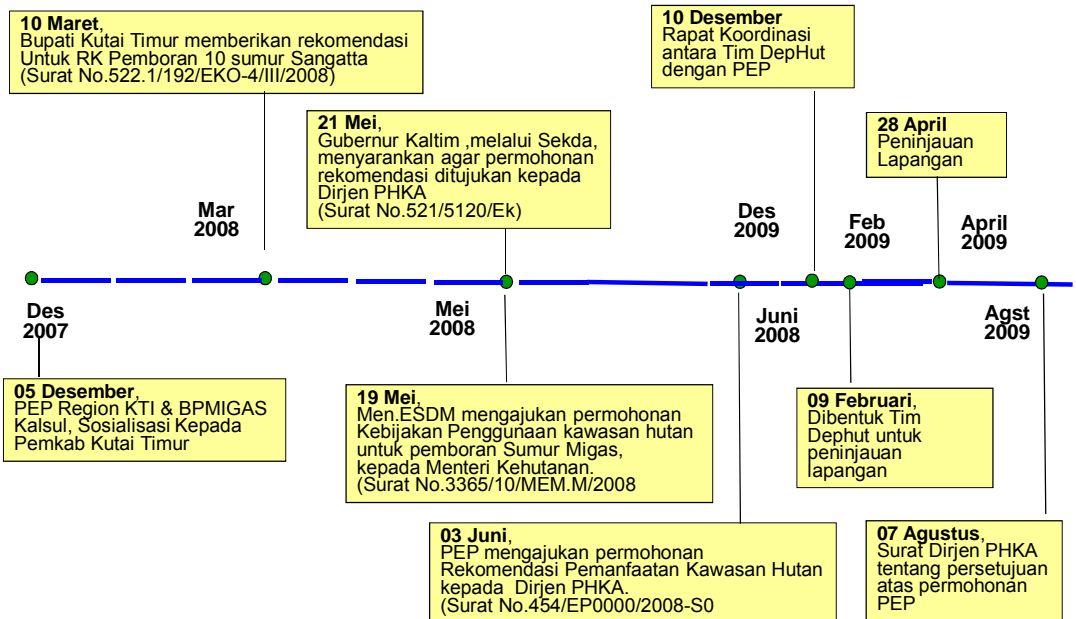 10 Maret,
Bupati Kutai Timur memberikan rekomendasi
Untuk RK Pemboran 10 sumur Sangatta
(Surat No.522.1/192/EKO-4/III/2008)
10 Desember
Rapat Koordinasi
antara Tim DepHut
dengan PEP
21 Mei,
Gubernur Kaltim ,melalui Sekda,
menyarankan agar permohonan
rekomendasi ditujukan kepada
Dirjen PHKA
(Surat No.521/5120/Ek)
28 April
Peninjauan
Lapangan
Mar
2008
Des
2009
Feb
2009
April
2009
Des
2007
Mei
2008
Juni
2008
Agst
2009
05 Desember,
PEP Region KTI & BPMIGAS
Kalsul, Sosialisasi Kepada
Pemkab Kutai Timur
19 Mei,
Men.ESDM mengajukan permohonan
Kebijakan Penggunaan kawasan hutan
untuk pemboran Sumur Migas,
kepada Menteri Kehutanan.
(Surat No.3365/10/MEM.M/2008
09 Februari,
Dibentuk Tim
Dephut untuk
peninjauan
lapangan
03 Juni,
PEP mengajukan permohonan
Rekomendasi Pemanfaatan Kawasan Hutan
kepada Dirjen PHKA.
(Surat No.454/EP0000/2008-S0
07 Agustus,
Surat Dirjen PHKA
tentang persetujuan
atas permohonan
PEP